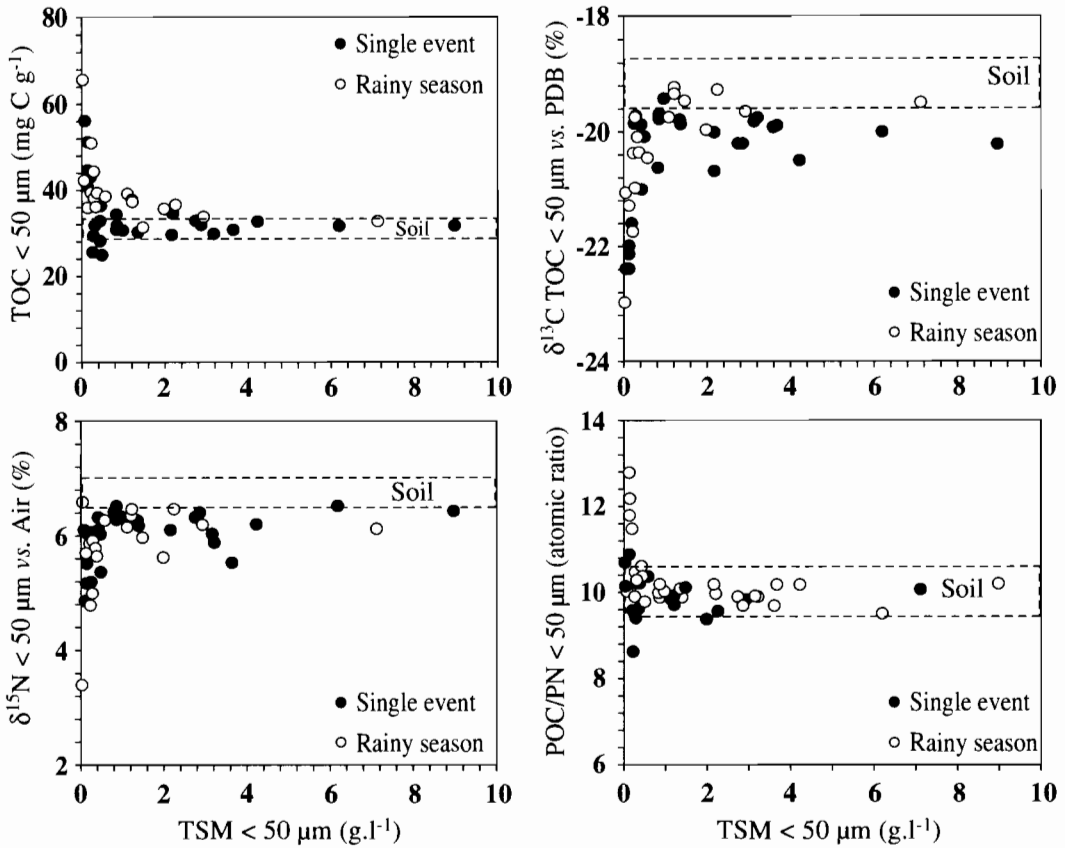 TOC < 50 µm (mg C g⁻¹)
80
60
40
20
0
Single event
Rainy season
Soil
0 2 4 6 8 10
δ¹³C TOC < 50 µm vs. PDB (%)
-18
-20
-22
-24
Soil
Single event
Rainy season
0 2 4 6 8 10
δ¹⁵N < 50 µm vs. Air (%)
8
6
4
2
Soil
Single event
Rainy season
0 2 4 6 8 10
TSM < 50 µm (g.l⁻¹)
POC/PN < 50 µm (atomic ratio)
14
12
10
8
6
Soil
Single event
Rainy season
0 2 4 6 8 10
TSM < 50 µm (g.l⁻¹)